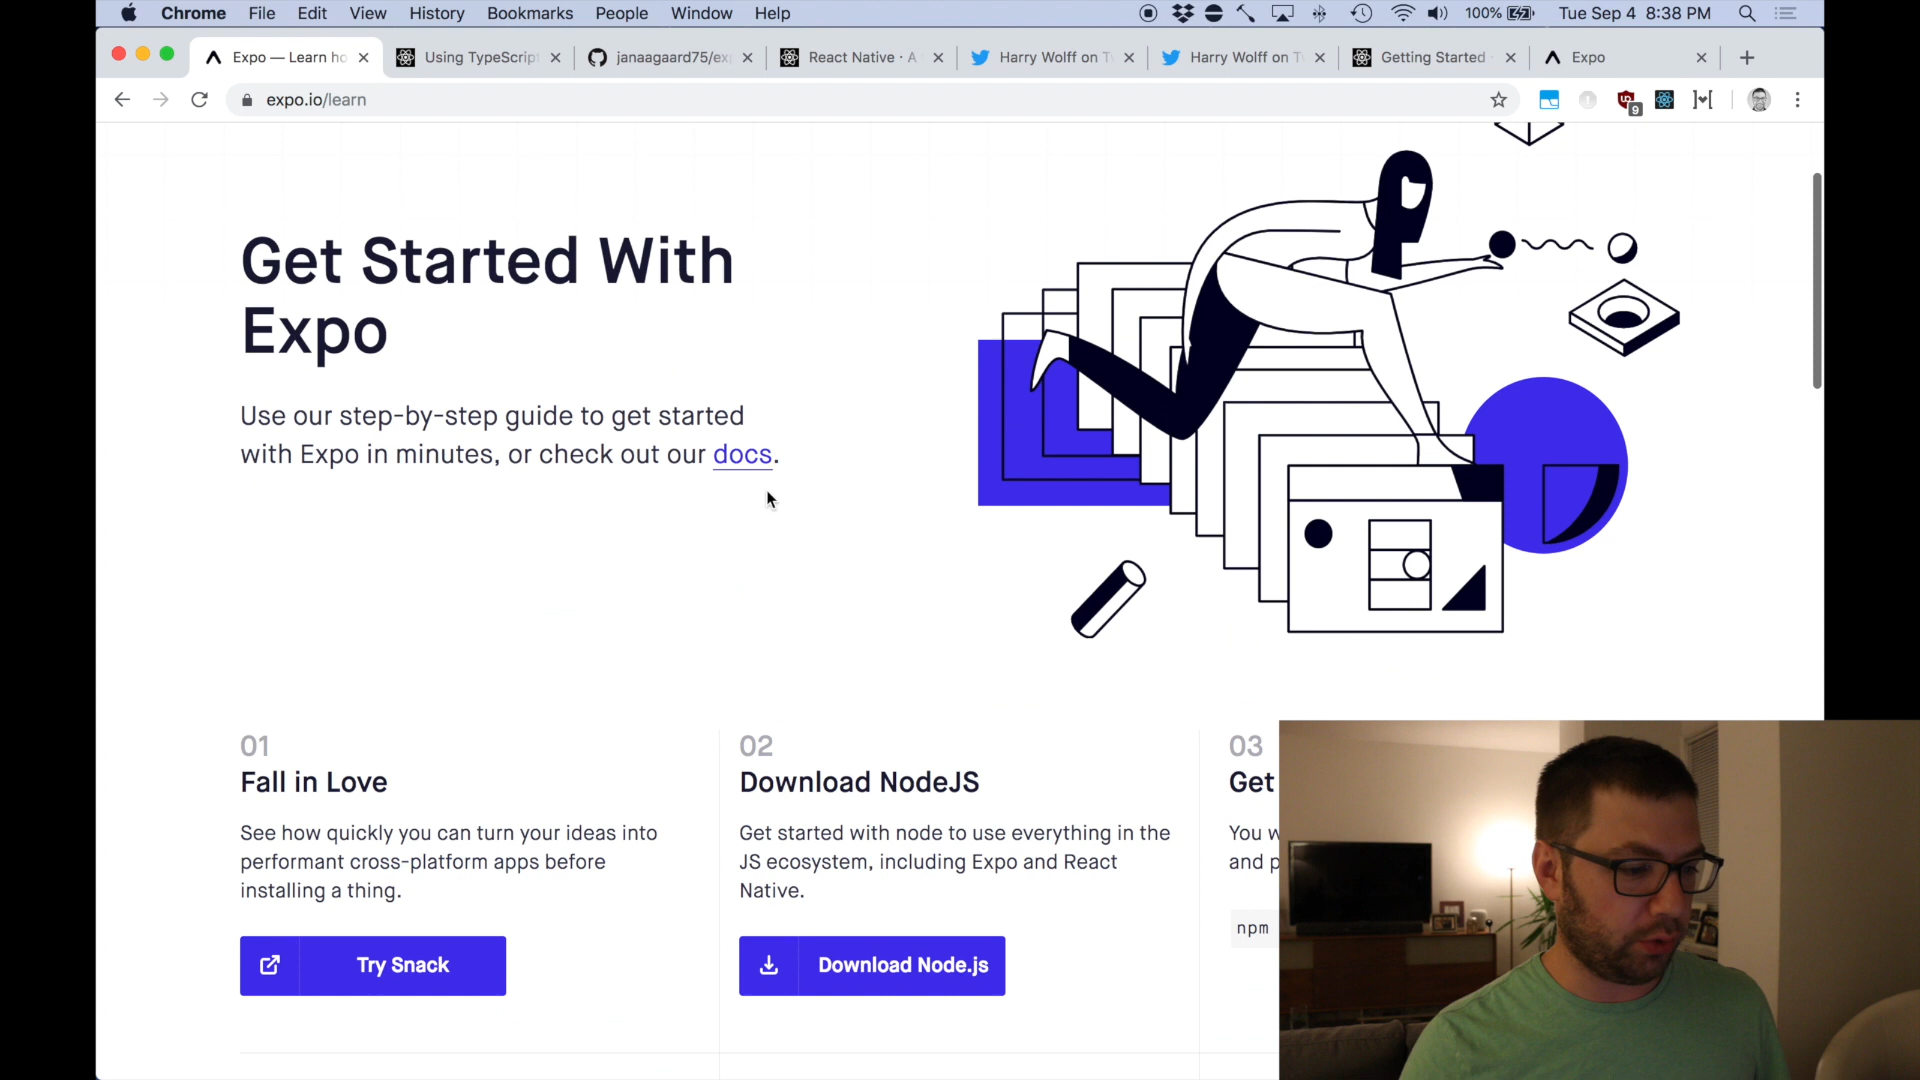 Chrome File Edit View History Bookmarks People Window Help 100% Tue Sep 4 8:38 PM
Expo — Learn ho Using TypeScript janaagaard75/ex React Native · A Harry Wolff on T Harry Wolff on T Getting Started Expo
expo.io/learn
9
Get Started With
Expo
Use our step-by-step guide to get started
with Expo in minutes, or check out our docs.
01
Fall in Love
See how quickly you can turn your ideas into
performant cross-platform apps before
installing a thing.
Try Snack
02
Download NodeJS
Get started with node to use everything in the
JS ecosystem, including Expo and React
Native.
Download Node.js
03
Get
You w
and p
npm